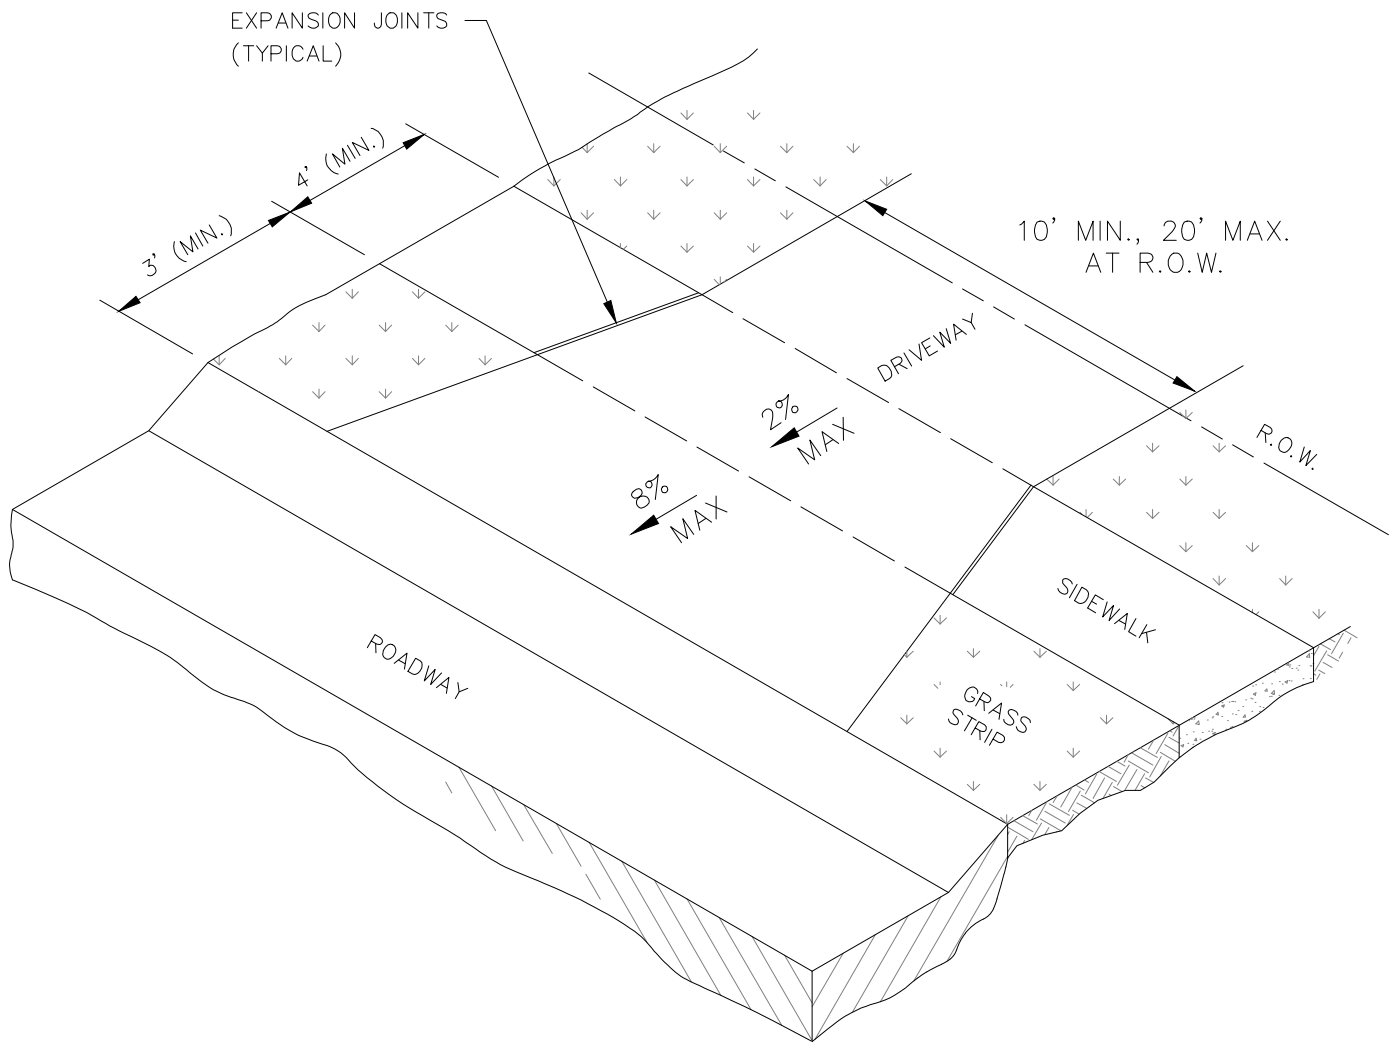 EXPANSION JOINTS
(TYPICAL)
4' (MIN.)
3' (MIN.)
10' MIN., 20' MAX.
AT R.O.W.
DRIVEWAY
2%
MAX
R.O.W.
8%
MAX
SIDEWALK
ROADWAY
GRASS
STRIP